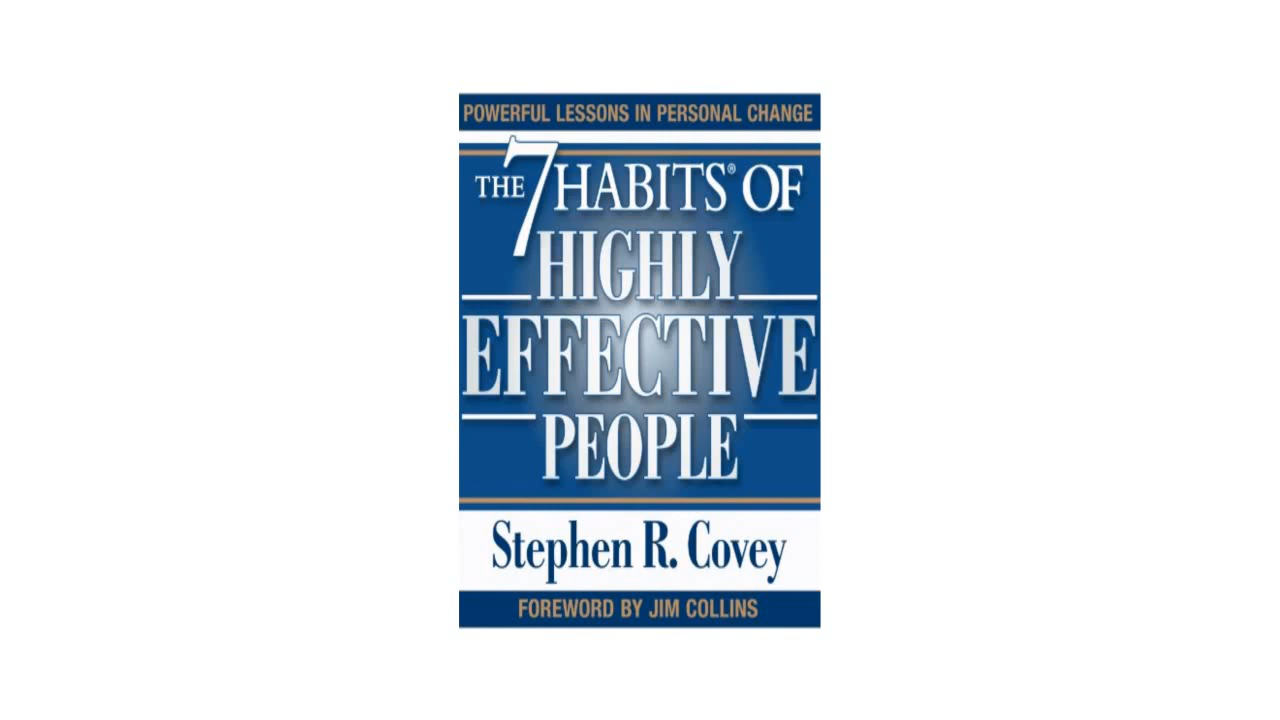 POWERFUL LESSONS IN PERSONAL CHANGE
THE 7 HABITS® OF
HIGHLY
EFFECTIVE
PEOPLE
Stephen R. Covey
FOREWORD BY JIM COLLINS